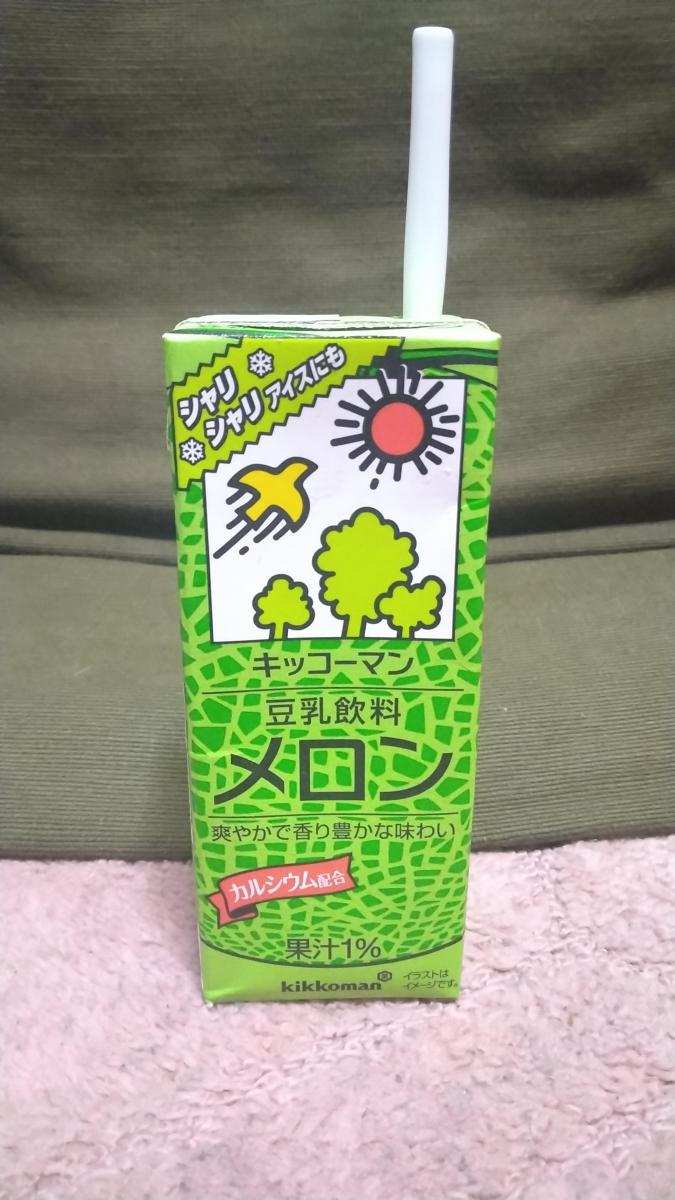 シャリ
シャリ アイスにも
キッコーマン
豆乳飲料
メロン
爽やかで香り豊かな味わい
カルシウム配合
果汁1%
kikkoman
イラストは
イメージです。